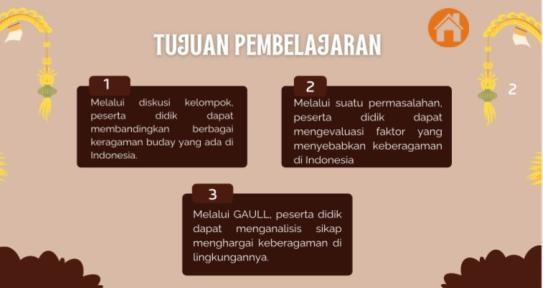 TUJUAN PEMBELAJARAN
1
Melalui diskusi kelompok,
peserta didik dapat
membandingkan berbagai
keragaman buday yang ada di
Indonesia.
2
Melalui suatu permasalahan,
peserta didik dapat
mengevaluasi faktor yang
menyebabkan keberagaman
di Indonesia
2
3
Melalui GAULL, peserta didik
dapat menganalisis sikap
menghargai keberagaman di
lingkungannya.